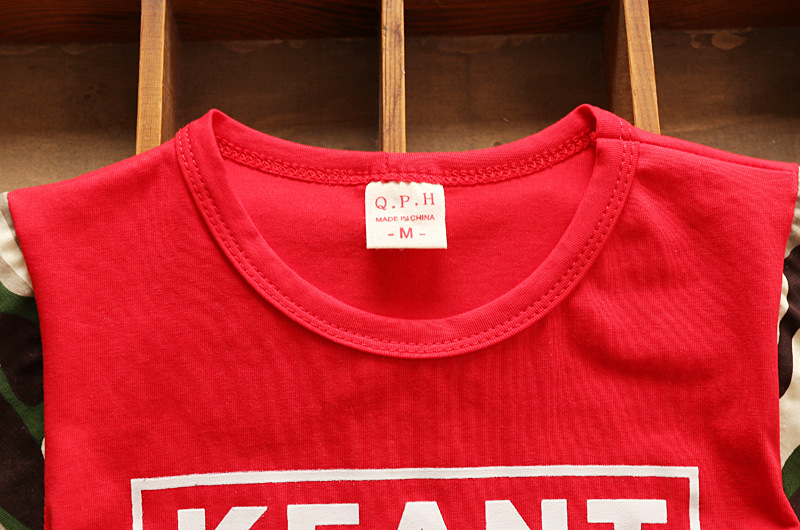 Q.P.H
MADE IN CHINA
- M -
KEANT